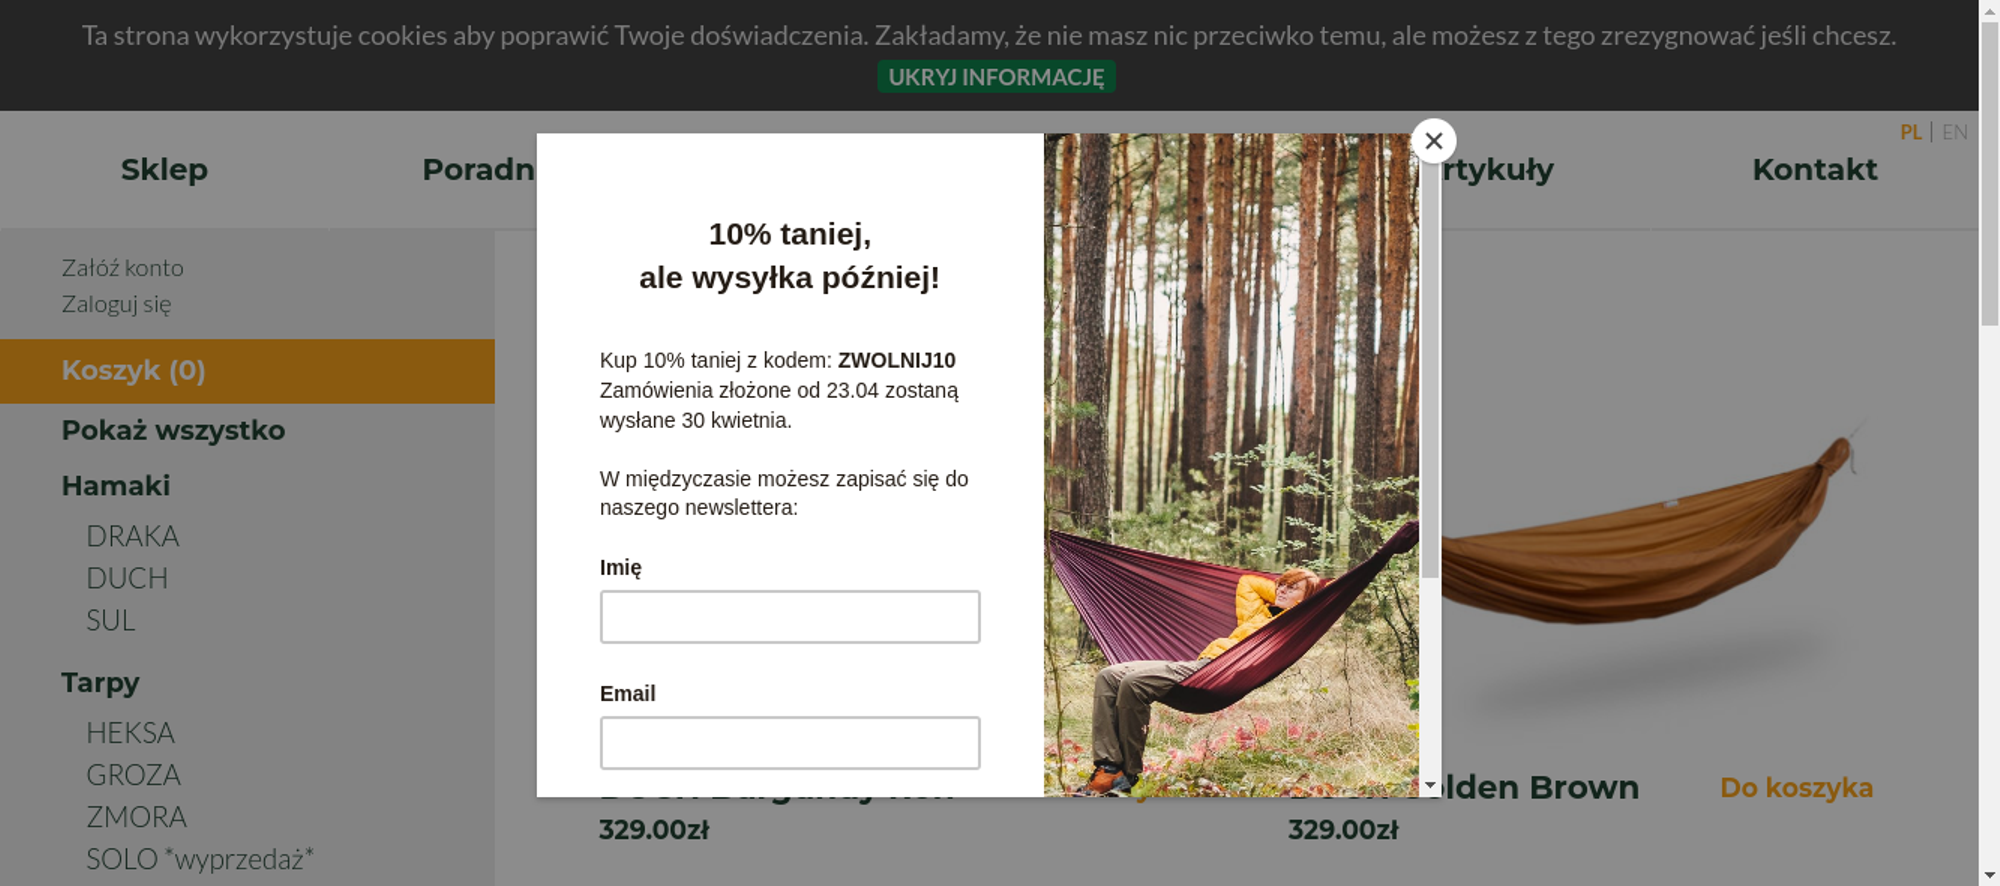 Ta strona wykorzystuje cookies aby poprawić Twoje doświadczenia. Zakładamy, że nie masz nic przeciwko temu, ale możesz z tego zrezygnować jeśli chcesz.
UKRYJ INFORMACJĘ
PL | EN
Sklep
Poradn
rtykuły
Kontakt
Załóż konto
Zaloguj się
Koszyk (0)
Pokaż wszystko
Hamaki
DRAKA
DUCH
SUL
Tarpy
HEKSA
GROZA
ZMORA
SOLO *wyprzedaż*
10% taniej,
ale wysyłka później!
Kup 10% taniej z kodem: ZWOLNIJ10
Zamówienia złożone od 23.04 zostaną
wysłane 30 kwietnia.
W międzyczasie możesz zapisać się do
naszego newslettera:
Imię
Email
329.00zł
lden Brown
Do koszyka
329.00zł